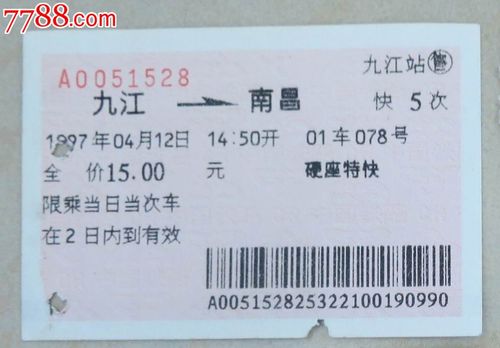 7788.com
九江站售
A0051528
九江 南昌 快5次
1997年04月12日 14:50开 01车078号
全 价15.00 元 硬座特快
限乘当日当次车
在2日内到有效
A005152825322100190990